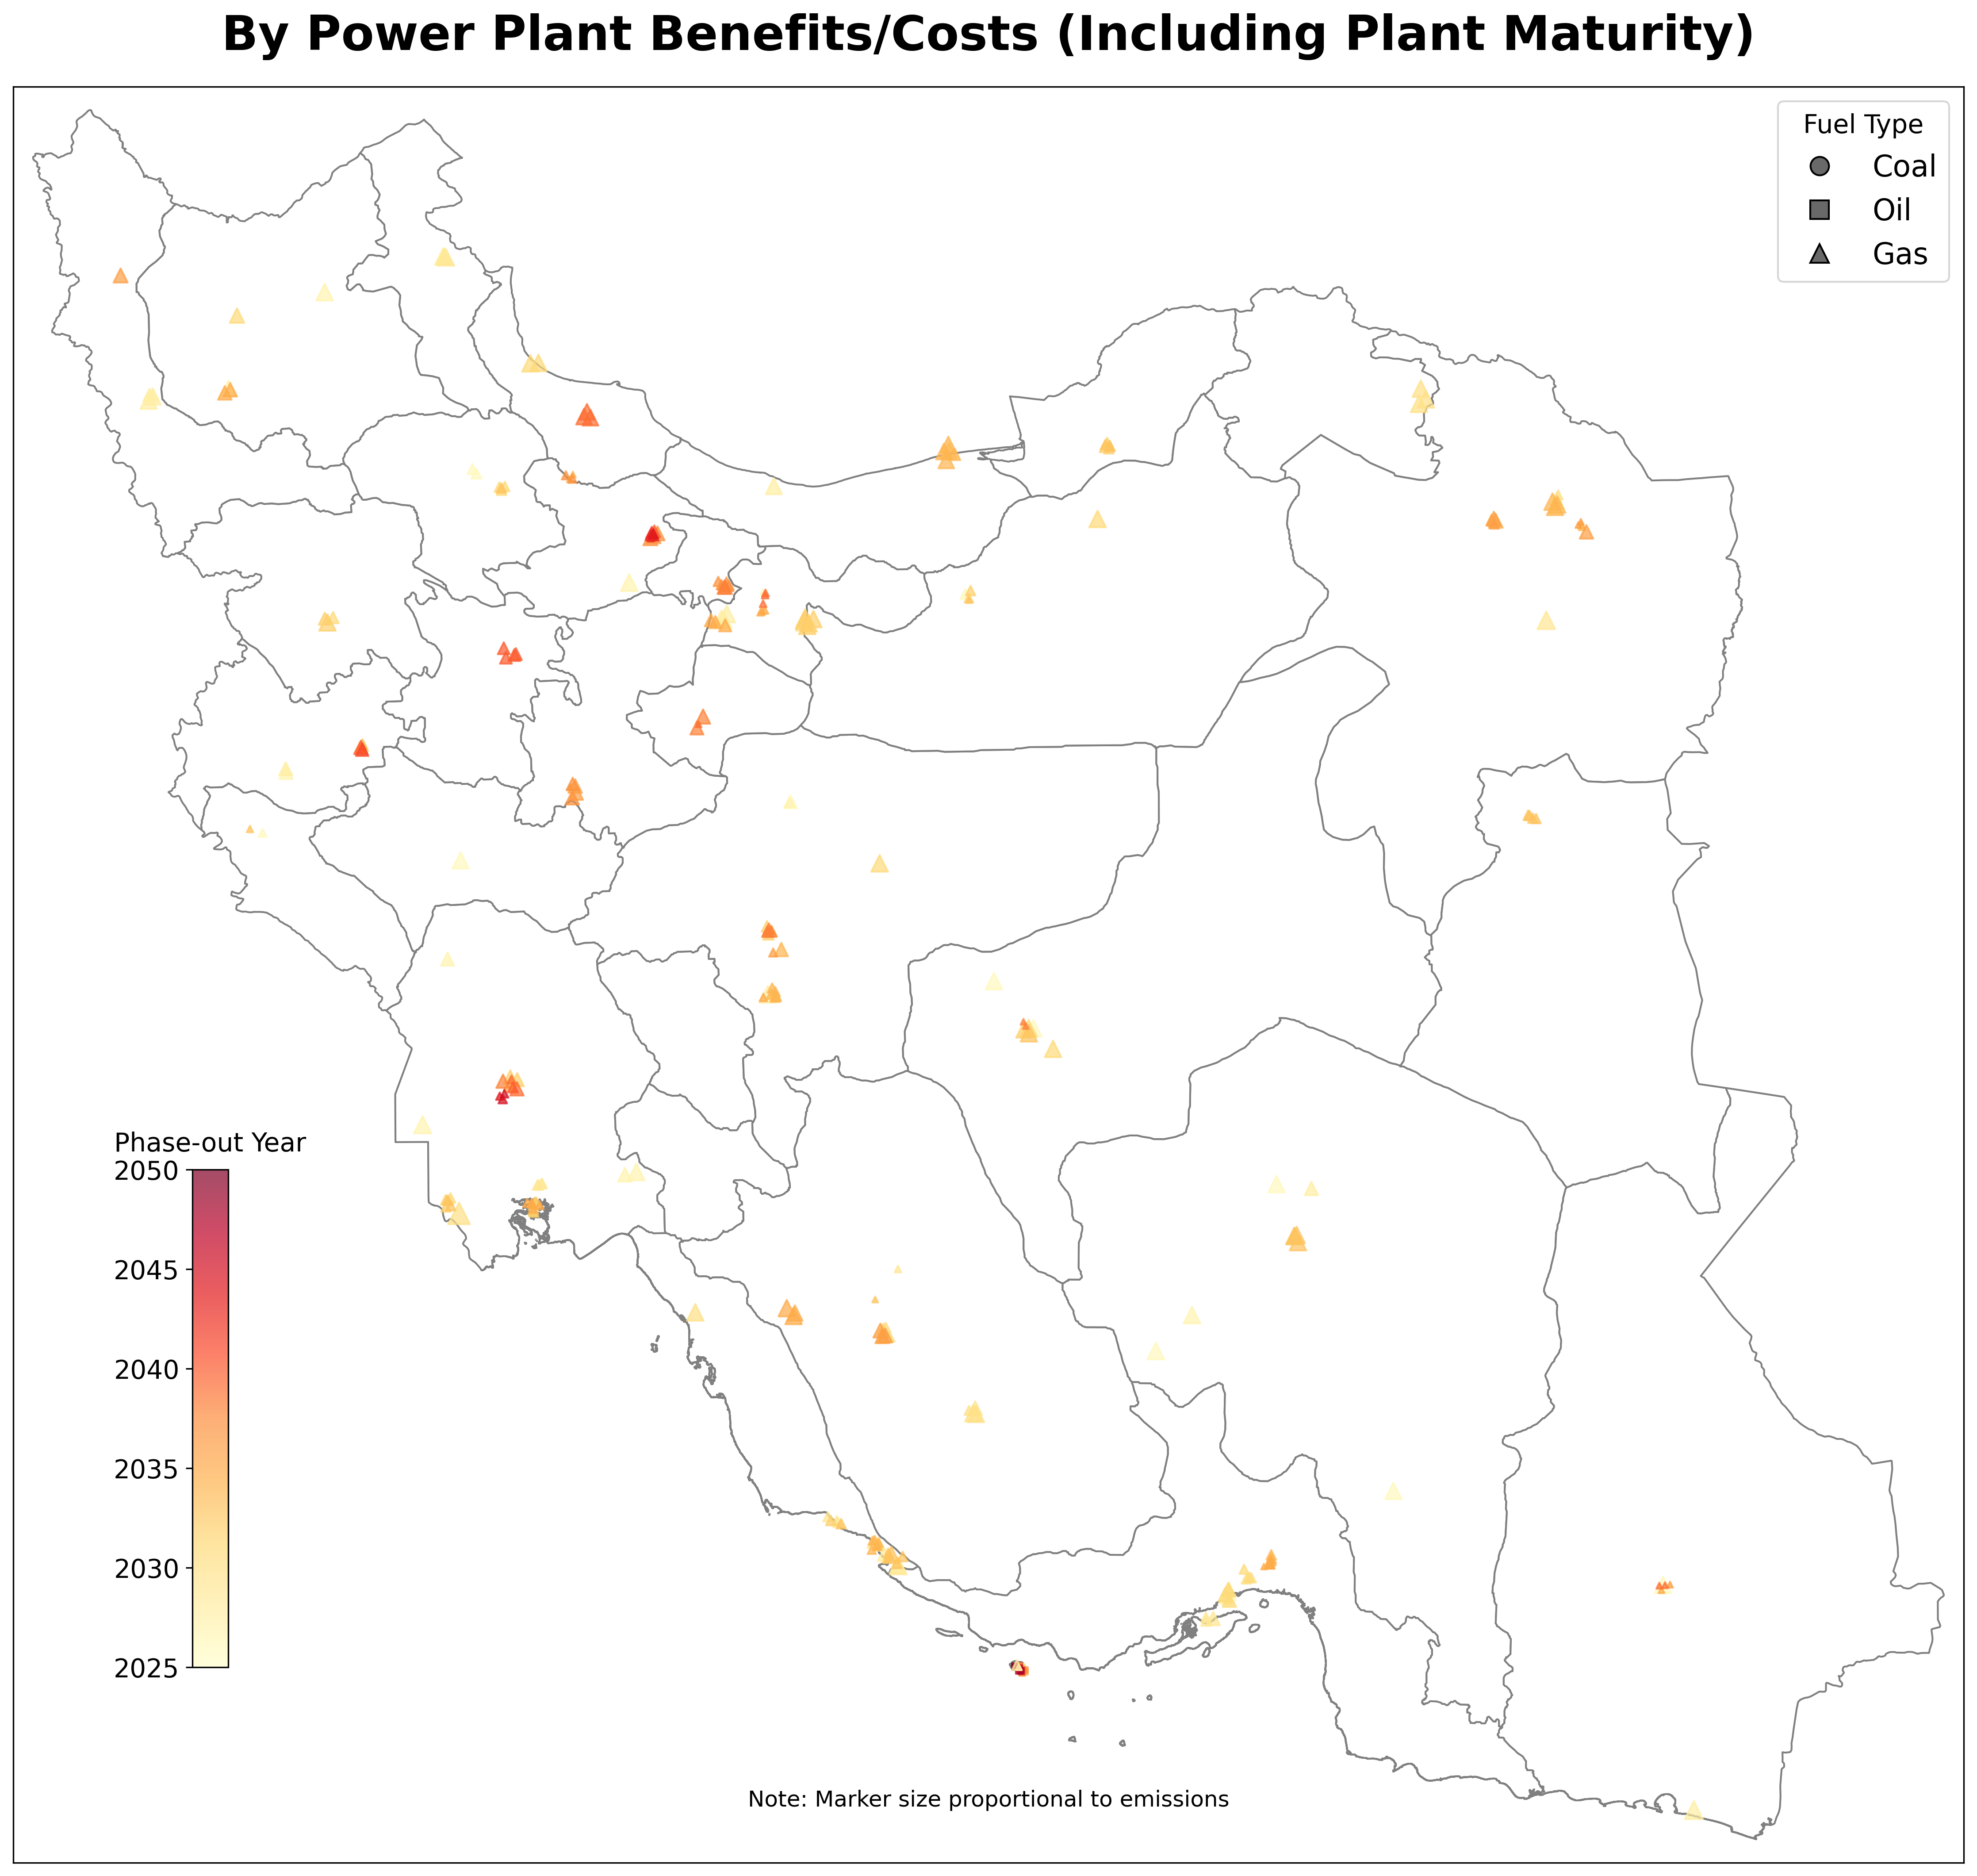 By Power Plant Benefits/Costs (Including Plant Maturity)
Fuel Type
Coal
Oil
Gas
Phase-out Year
2050
2045
2040
2035
2030
2025
Note: Marker size proportional to emissions